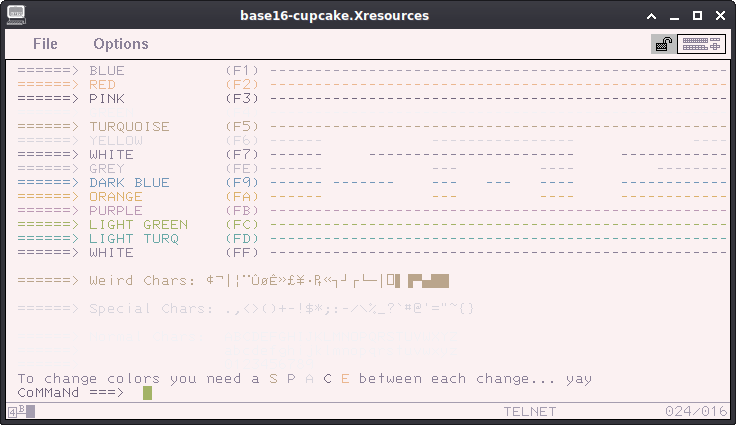 base16-cupcake.Xresources
File Options
======> BLUE (F1) ----------------------------------------------------
======> RED (F2) ----------------------------------------------------
======> PINK (F3) ----------------------------------------------------
======> TURQUOISE (F5) ----------------------------------------------------
======> YELLOW (F6) ------ --- ----
======> WHITE (F7) ------ ---------------------- ------------
======> GREY (FE) ------ --- ---- ------------
======> DARK BLUE (F9) ------ ------- --- --- ---- ------------
======> ORANGE (FA) ------ --- ---- ------------
======> PURPLE (FB) ----------------------------------------------------
======> LIGHT GREEN (FC) ----------------------------------------------------
======> LIGHT TURQ (FD) ----------------------------------------------------
======> WHITE (FF) ----------------------------------------------------
======> Weird Chars: ¢¬|¦¨ÛøÊ»£¥·₧«┐┘┌└─│
======> Special Chars: .,<>()+-!$*;:-/\%_?`#@'="~{}
To change colors you need a S P A C E between each change... yay
CoMMaNd ===>
4 B TELNET 024/016